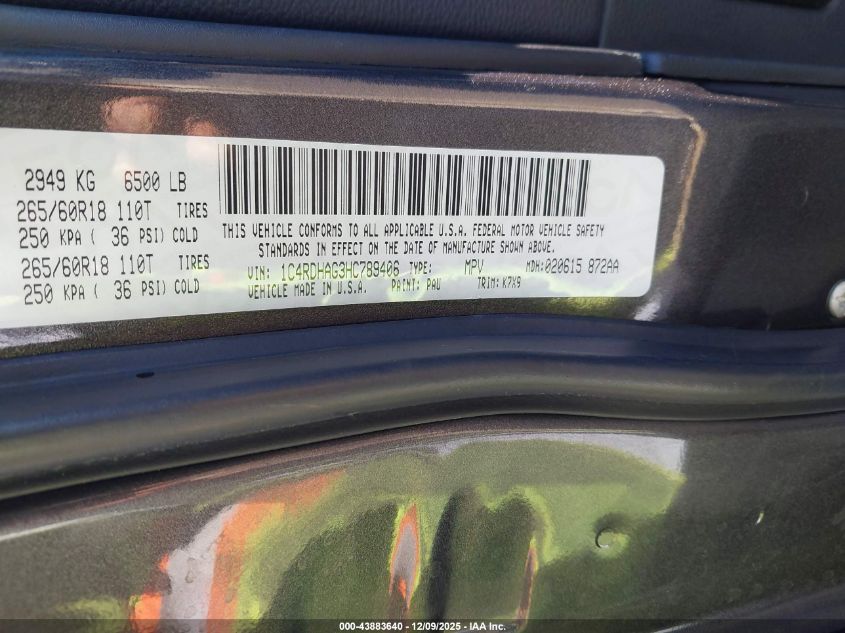 2949 KG 6500 LB
265/60R18 110T TIRES
250 KPA ( 36 PSI) COLD
265/60R18 110T TIRES
250 KPA ( 36 PSI) COLD
THIS VEHICLE CONFORMS TO ALL APPLICABLE U.S.A. FEDERAL MOTOR VEHICLE SAFETY
STANDARDS IN EFFECT ON THE DATE OF MANUFACTURE SHOWN ABOVE.
VIN: 1C4RDHAG3HC789406 TYPE: MPV MDH: 020615 872AA
VEHICLE MADE IN U.S.A. PAINT: PAU TRIM: K7X9
000-43883640 - 12/09/2025 - IAA Inc.